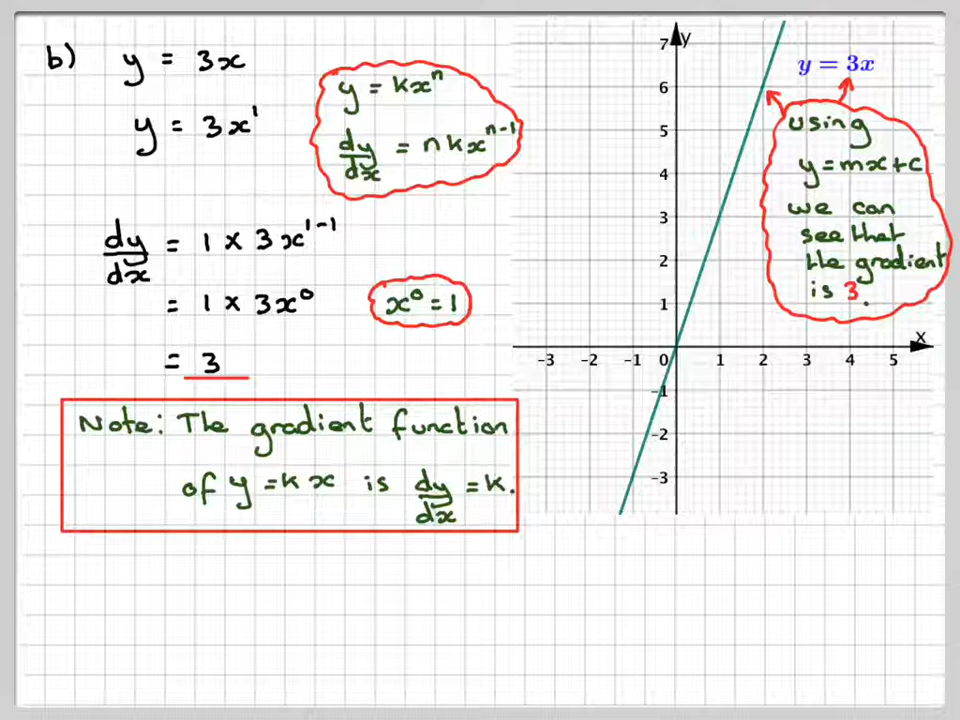 b) y = 3x
y = 3x¹
y = kxⁿ
dy/dx = nkxⁿ⁻¹
dy/dx = 1 × 3x¹⁻¹
= 1 × 3x⁰
x⁰ = 1
= 3
Note: The gradient function
of y = kx is dy/dx = k.
y
7
6
5
4
3
2
1
-3 -2 -1 0 1 2 3 4 5
x
-1
-2
-3
y = 3x
using
y = mx + c
we can
see that
the gradient
is 3.